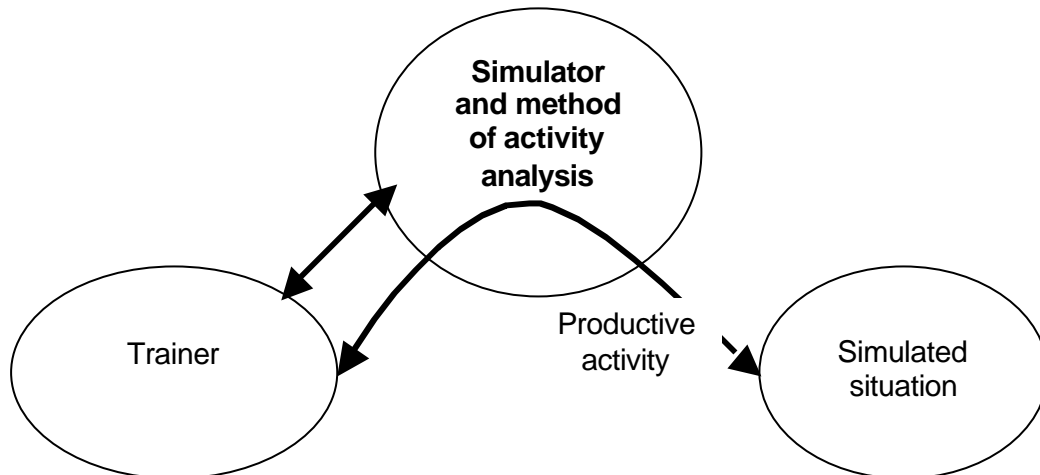 Simulator
and method
of activity
analysis
Trainer
Productive
activity
Simulated
situation